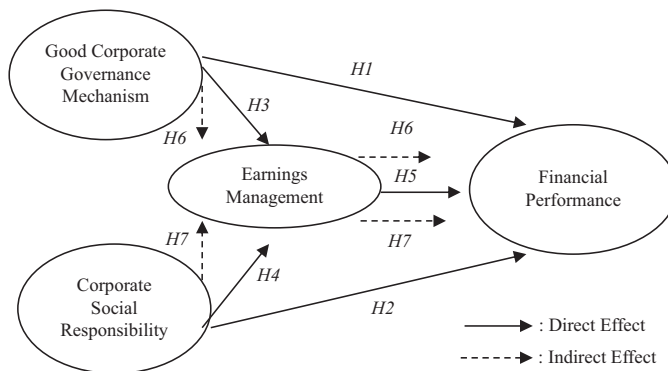 Good Corporate
Governance
Mechanism
H1
H3
H6
H6
Earnings
Management
H5
Financial
Performance
H7
H7
H4
Corporate
Social
Responsibility
H2
: Direct Effect
: Indirect Effect